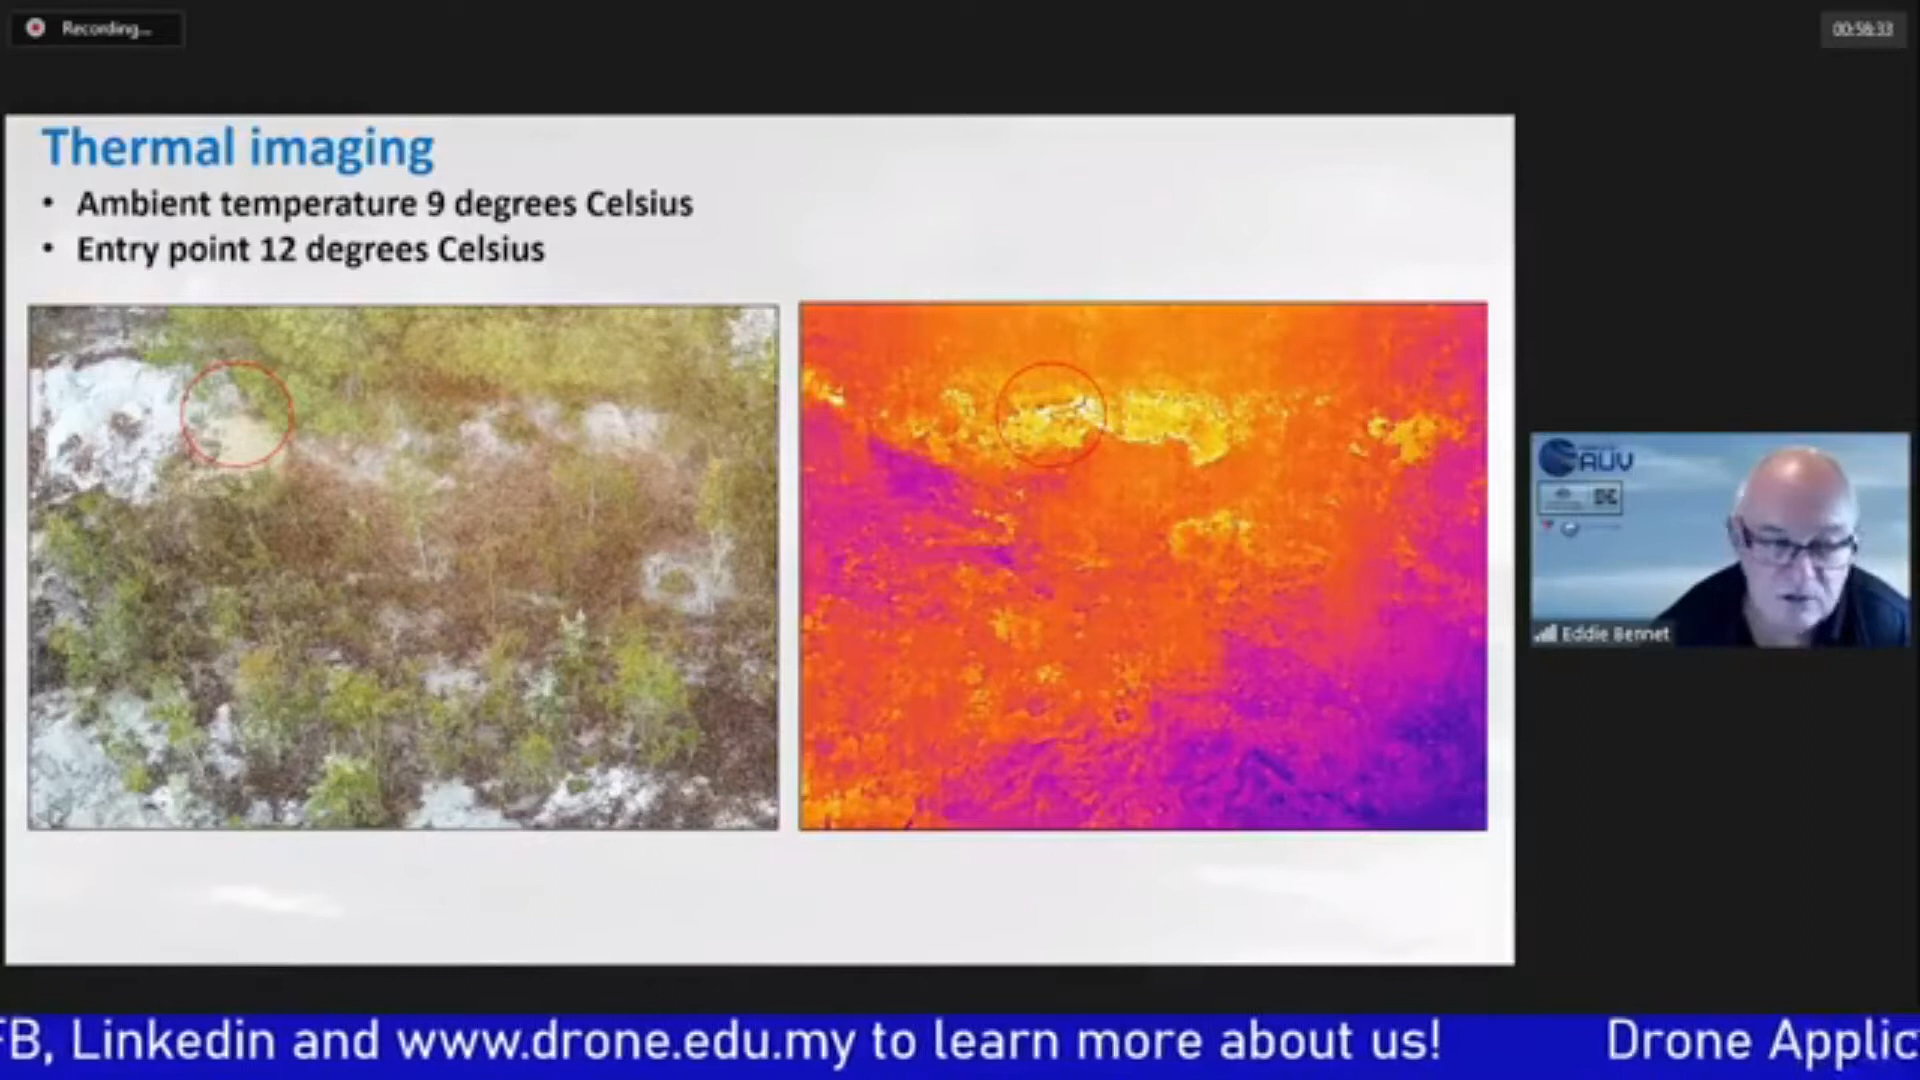 Recording...
00:58:33
Thermal imaging
• Ambient temperature 9 degrees Celsius
• Entry point 12 degrees Celsius
AUV
Eddie Bennet
FB, Linkedin and www.drone.edu.my to learn more about us! Drone Applic